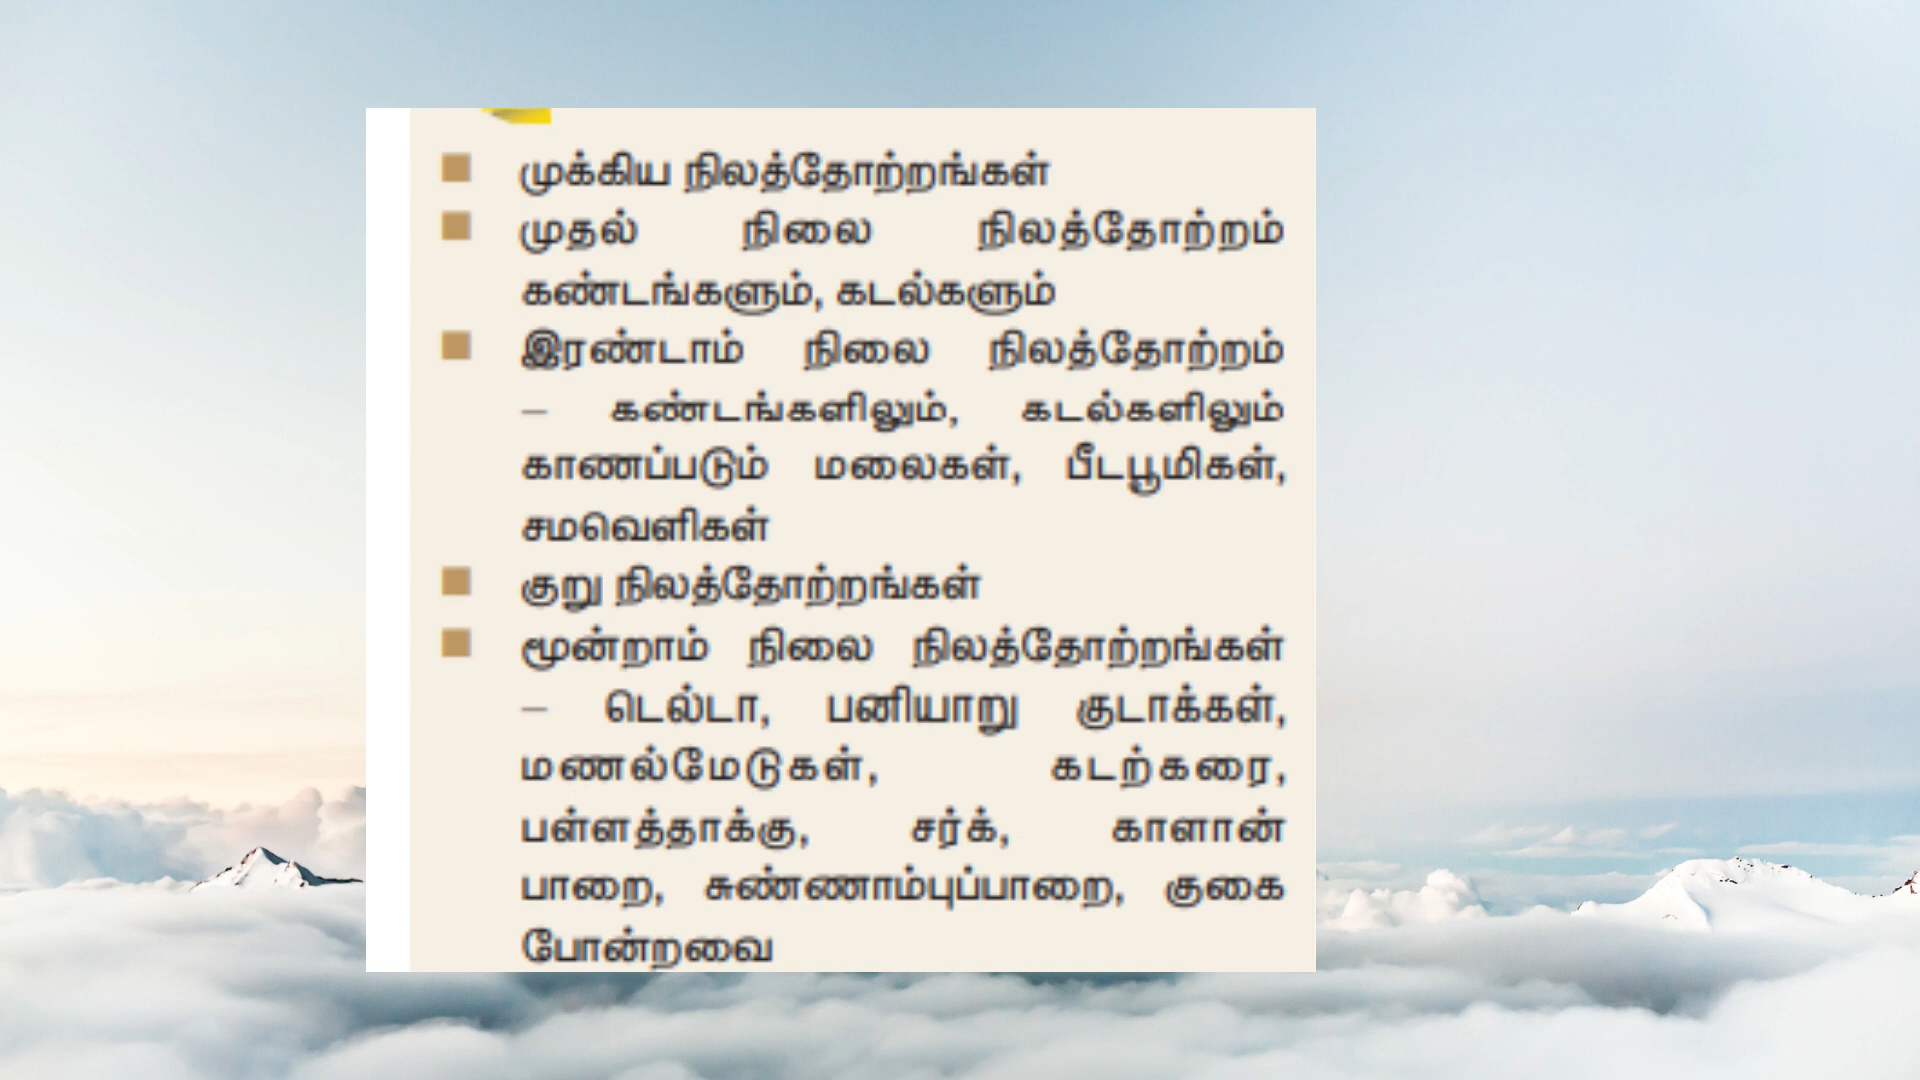 முக்கிய நிலத்தோற்றங்கள்
முதல் நிலை நிலத்தோற்றம்
கண்டங்களும், கடல்களும்
இரண்டாம் நிலை நிலத்தோற்றம்
– கண்டங்களிலும், கடல்களிலும்
காணப்படும் மலைகள், பீடபூமிகள்,
சமவெளிகள்
குறு நிலத்தோற்றங்கள்
மூன்றாம் நிலை நிலத்தோற்றங்கள்
– டெல்டா, பனியாறு குடாக்கள்,
மணல்மேடுகள், கடற்கரை,
பள்ளத்தாக்கு, சர்க், காளான்
பாறை, சுண்ணாம்புப்பாறை, குகை
போன்றவை